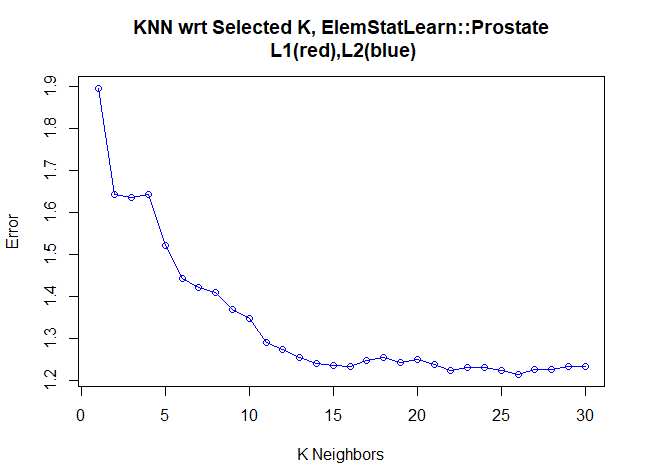 KNN wrt Selected K, ElemStatLearn::Prostate
L1(red),L2(blue)
1.9
1.8
1.7
1.6
1.5
1.4
1.3
1.2
Error
0 5 10 15 20 25 30
K Neighbors